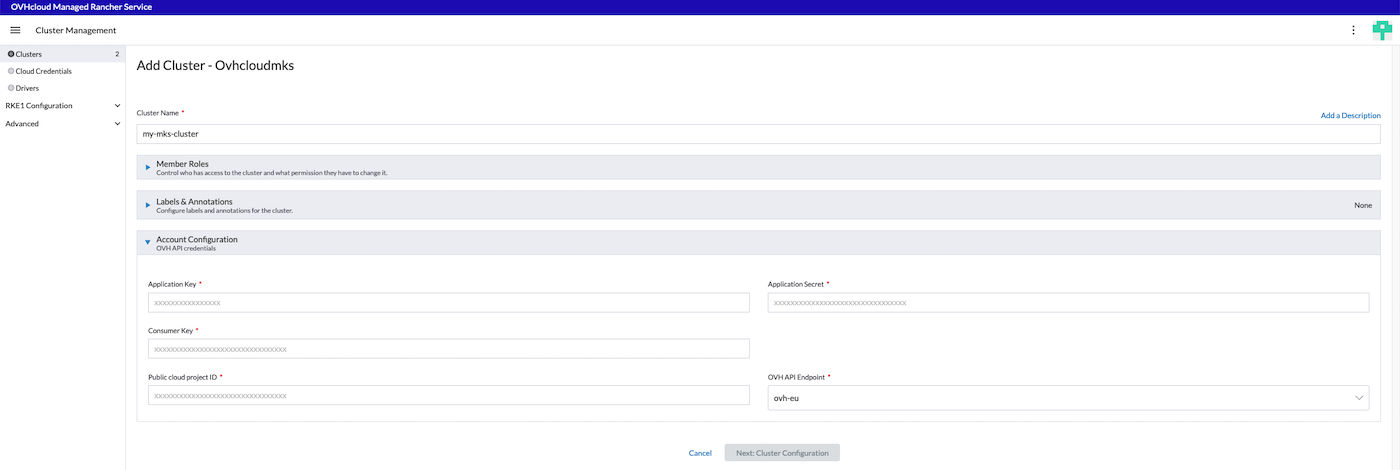 OVHcloud Managed Rancher Service
Cluster Management
Clusters 2
Cloud Credentials
Drivers
RKE1 Configuration
Advanced
Add Cluster - Ovhcloudmks
Cluster Name *
Add a Description
my-mks-cluster
Member Roles
Control who has access to the cluster and what permission they have to change it.
Labels & Annotations
Configure labels and annotations for the cluster.
None
Account Configuration
OVH API credentials
Application Key *
Application Secret *
xxxxxxxxxxxxxxxx
xxxxxxxxxxxxxxxxxxxxxxxxxxxxxxxx
Consumer Key *
xxxxxxxxxxxxxxxxxxxxxxxxxxxxxxxx
Public cloud project ID *
OVH API Endpoint *
xxxxxxxxxxxxxxxxxxxxxxxxxxxxxxxx
ovh-eu
Cancel
Next: Cluster Configuration